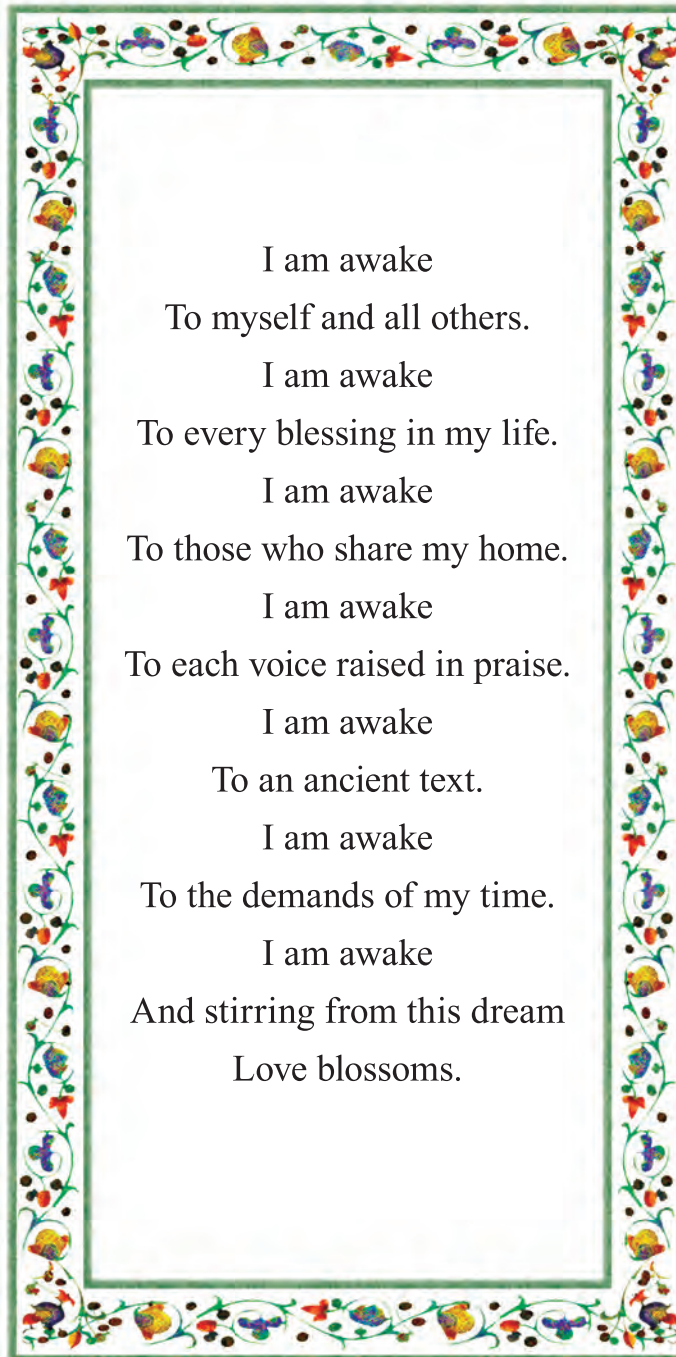 I am awake
To myself and all others.
I am awake
To every blessing in my life.
I am awake
To those who share my home.
I am awake
To each voice raised in praise.
I am awake
To an ancient text.
I am awake
To the demands of my time.
I am awake
And stirring from this dream
Love blossoms.